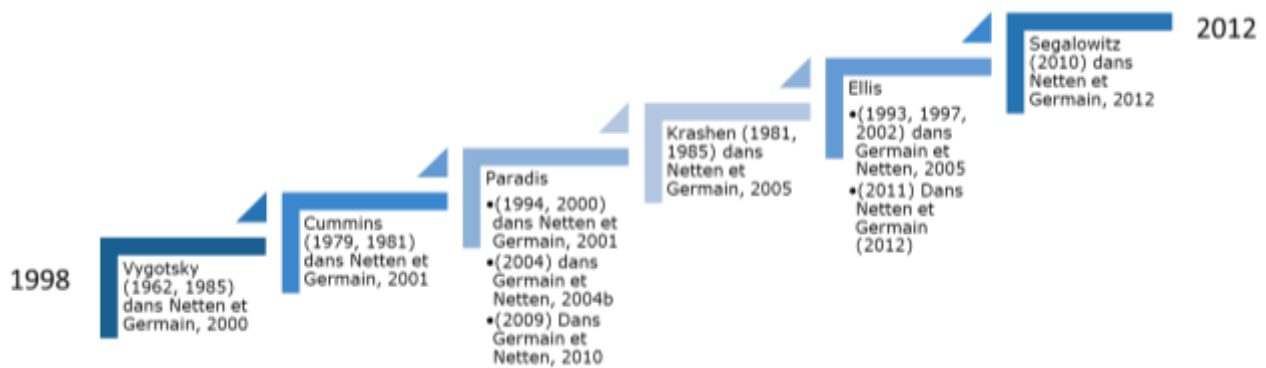 1998
Vygotsky
(1962, 1985)
dans Netten et
Germain, 2000
Cummins
(1979, 1981)
dans Netten et
Germain, 2001
Paradis
•(1994, 2000)
dans Netten et
Germain, 2001
•(2004) dans
Germain et
Netten, 2004b
•(2009) Dans
Germain et
Netten, 2010
Krashen (1981,
1985) dans
Netten et
Germain, 2005
Ellis
•(1993, 1997,
2002) dans
Germain et
Netten, 2005
•(2011) Dans
Netten et
Germain
(2012)
Segalowitz
(2010) dans
Netten et
Germain, 2012
2012